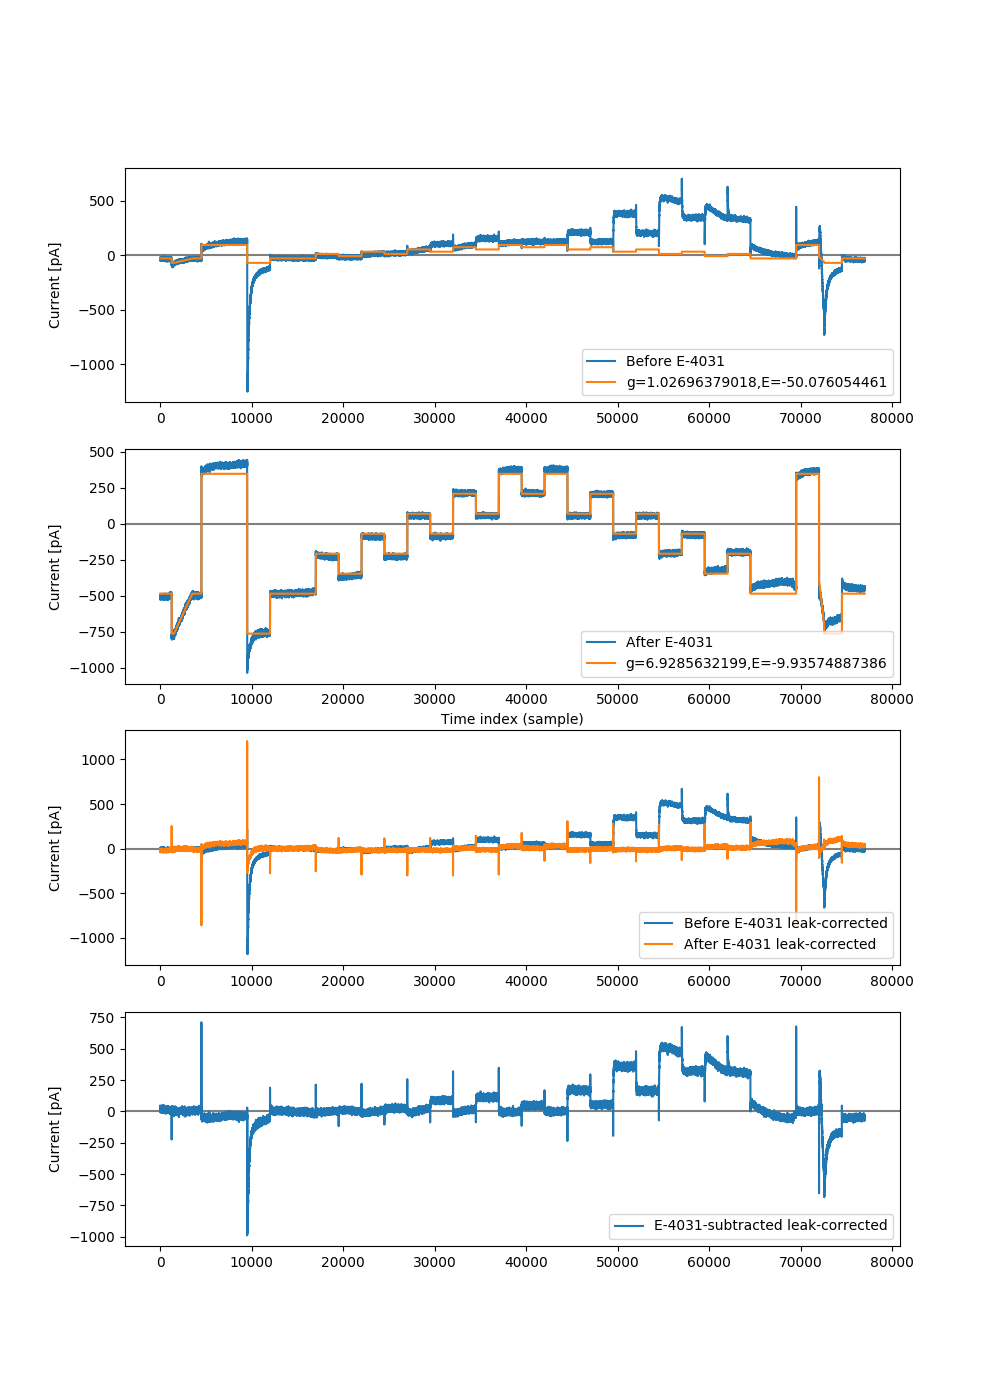 500
0
−500
−1000
Current [pA]
Before E-4031
g=1.02696379018,E=-50.076054461
0 10000 20000 30000 40000 50000 60000 70000 80000
500
250
0
−250
−500
−750
−1000
Current [pA]
After E-4031
g=6.9285632199,E=-9.93574887386
0 10000 20000 30000 40000 50000 60000 70000 80000
Time index (sample)
1000
500
0
−500
−1000
Current [pA]
Before E-4031 leak-corrected
After E-4031 leak-corrected
0 10000 20000 30000 40000 50000 60000 70000 80000
750
500
250
0
−250
−500
−750
−1000
Current [pA]
E-4031-subtracted leak-corrected
0 10000 20000 30000 40000 50000 60000 70000 80000